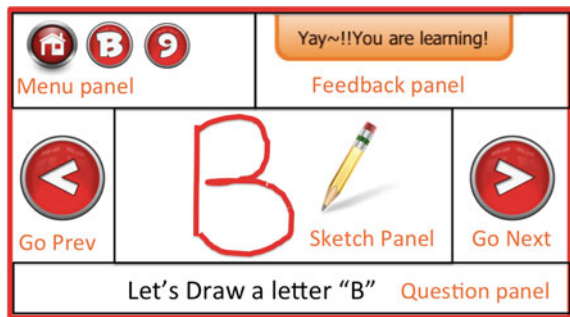 B 9
Yay~!!You are learning!
Menu panel
Feedback panel
< B >
Go Prev
Sketch Panel
Go Next
Let's Draw a letter “B” Question panel